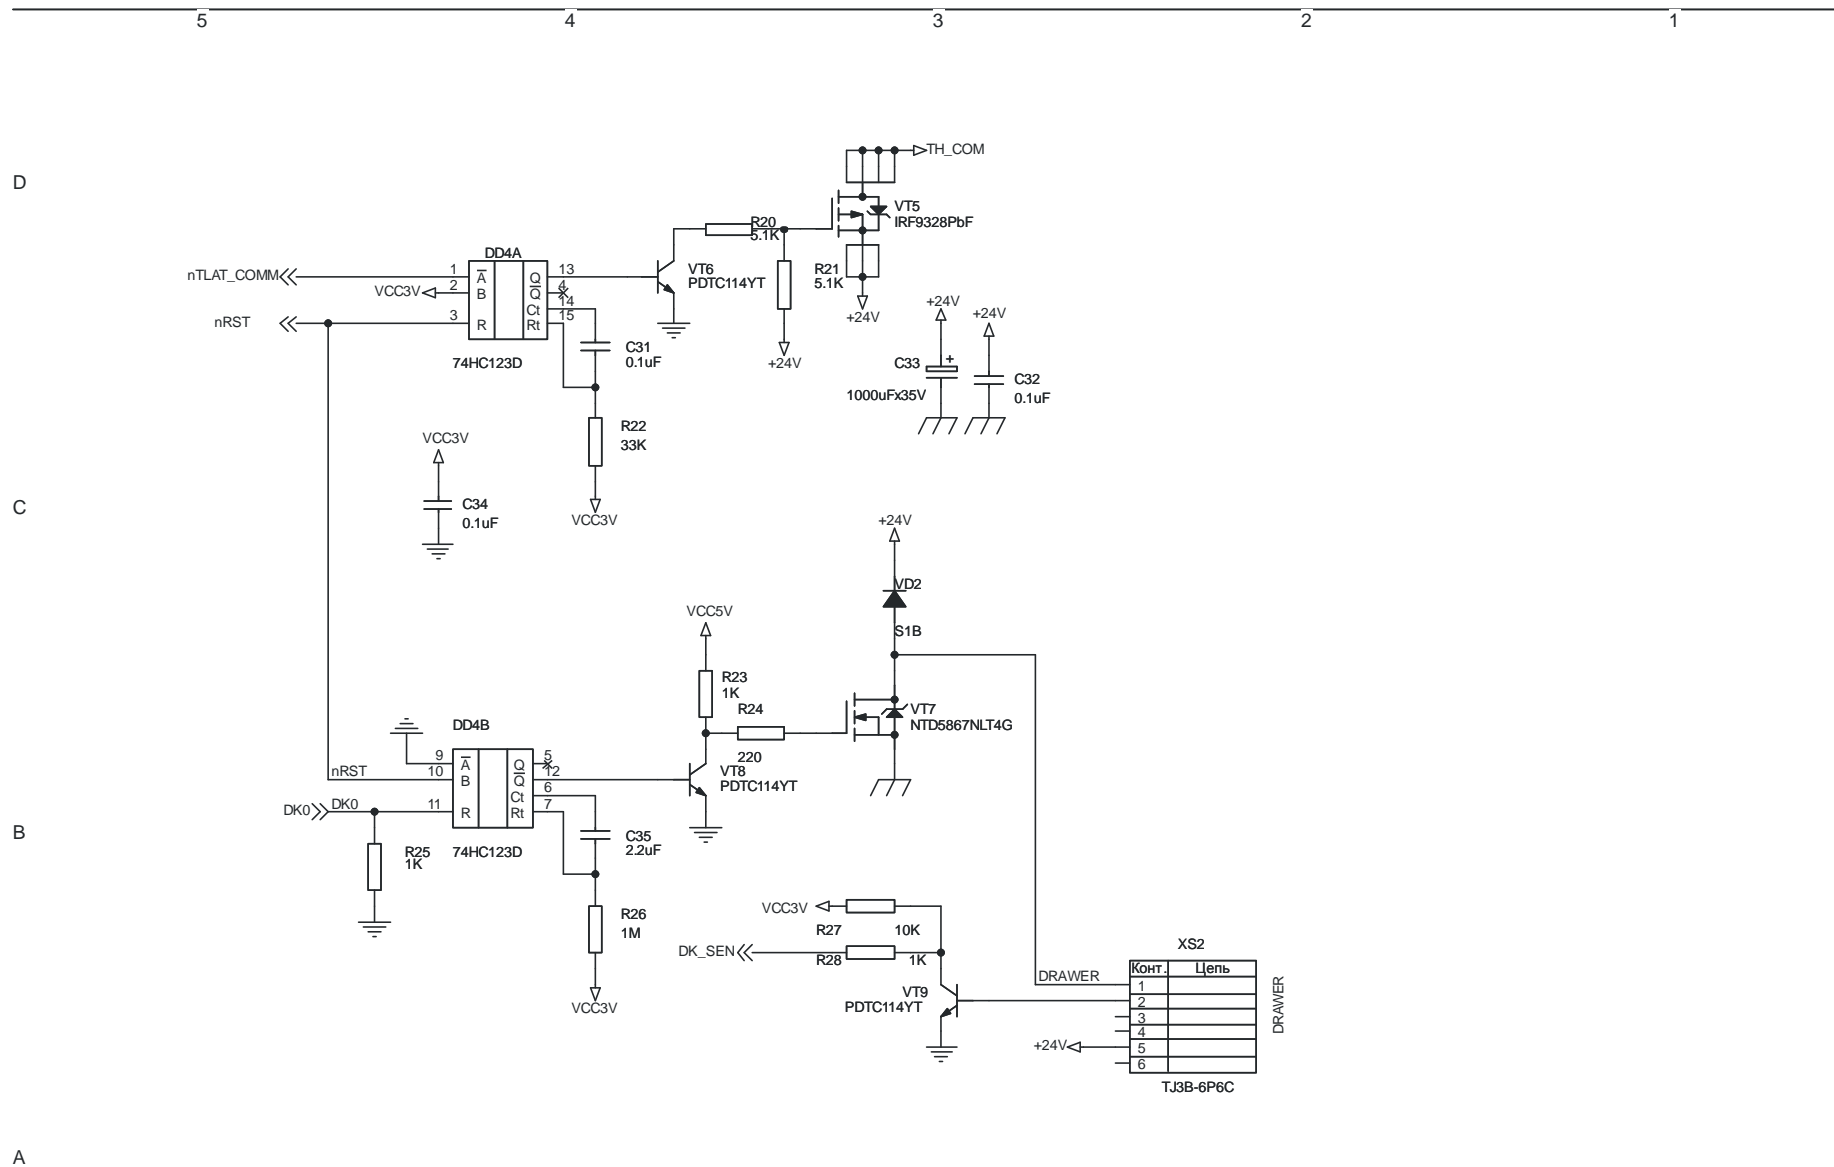 5 4 3 2 1
D
TH_COM
VT5
IRF9328PbF
R20
5.1K
DD4A
nTLAT_COMM
1 A Q 13
VCC3V
2 B Q 4
Ct 14
nRST
3 R Rt 15
74HC123D
VT6
PDTC114YT
R21
5.1K
+24V
+24V
+24V
+24V
C31
0.1uF
C33
+
1000uFx35V
C32
0.1uF
R22
33K
VCC3V
VCC3V
C34
0.1uF
C
+24V
VD2
S1B
VCC5V
R23
1K
R24
220
VT7
NTD5867NLT4G
DD4B
9 A Q 5
nRST
10 B Q 12
Ct 6
DK0 DK0
11 R Rt 7
74HC123D
VT8
PDTC114YT
B
R25
1K
C35
2.2uF
R26
1M
VCC3V
VCC3V
R27 10K
DK_SEN
R28 1K
VT9
PDTC114YT
XS2
Конт. Цепь
DRAWER
1
2
3
4
+24V
5
6
DRAWER
TJ3B-6P6C
A